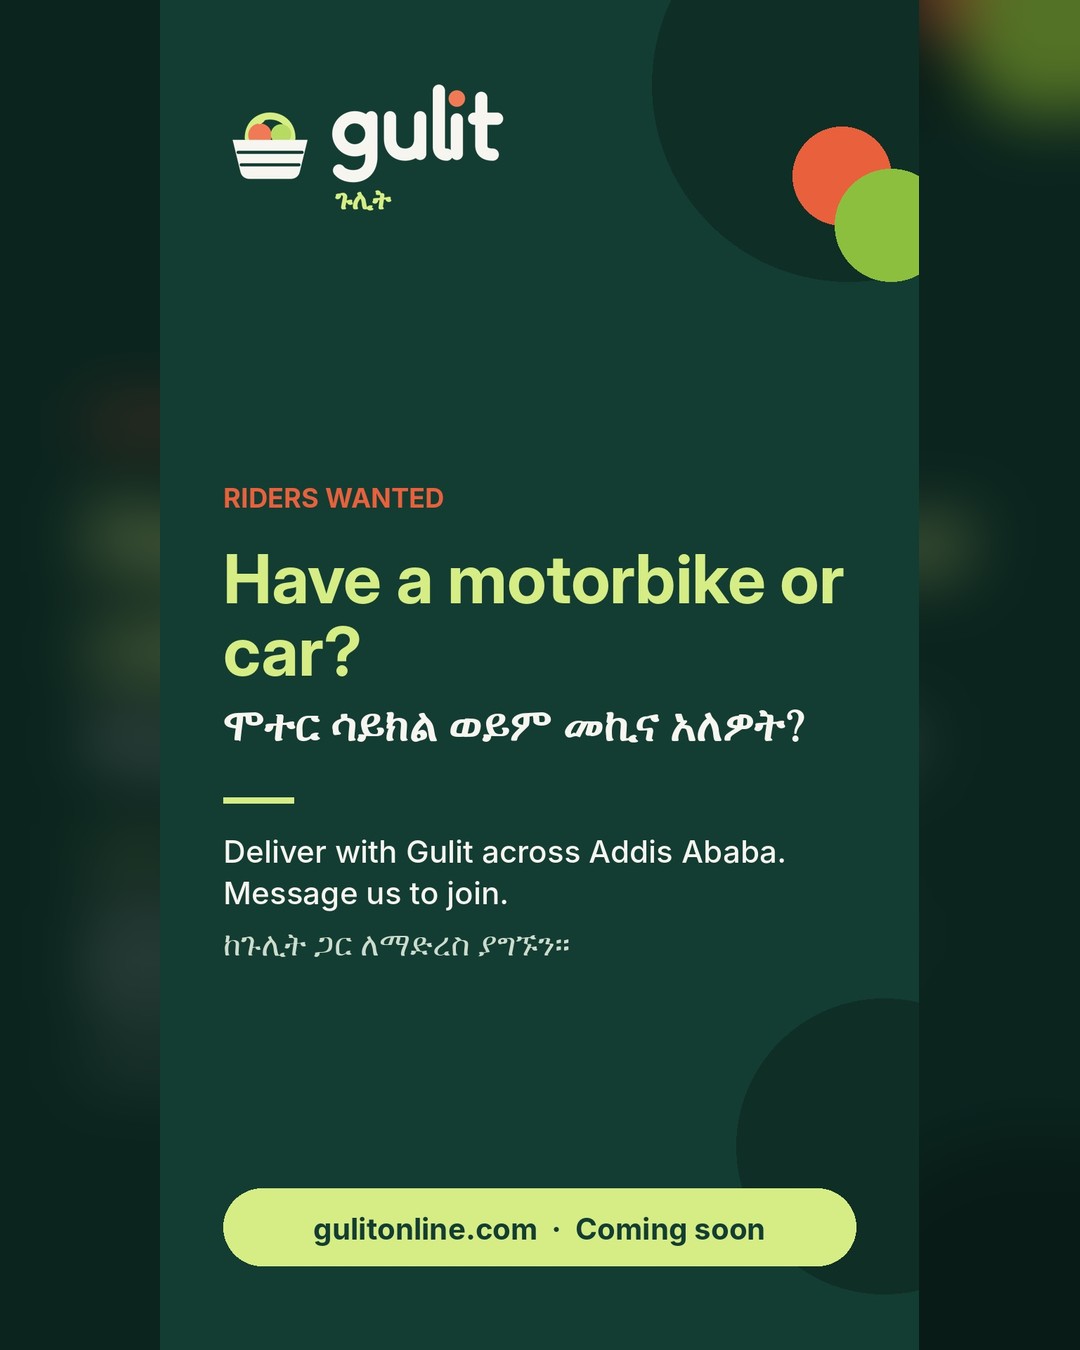 gulit
ጉሊት
RIDERS WANTED
Have a motorbike or
car?
ሞተር ሳይክል ወይም መኪና አለዎት?
Deliver with Gulit across Addis Ababa.
Message us to join.
ከጉሊት ጋር ለማድረስ ያግኙን።
gulitonline.com · Coming soon